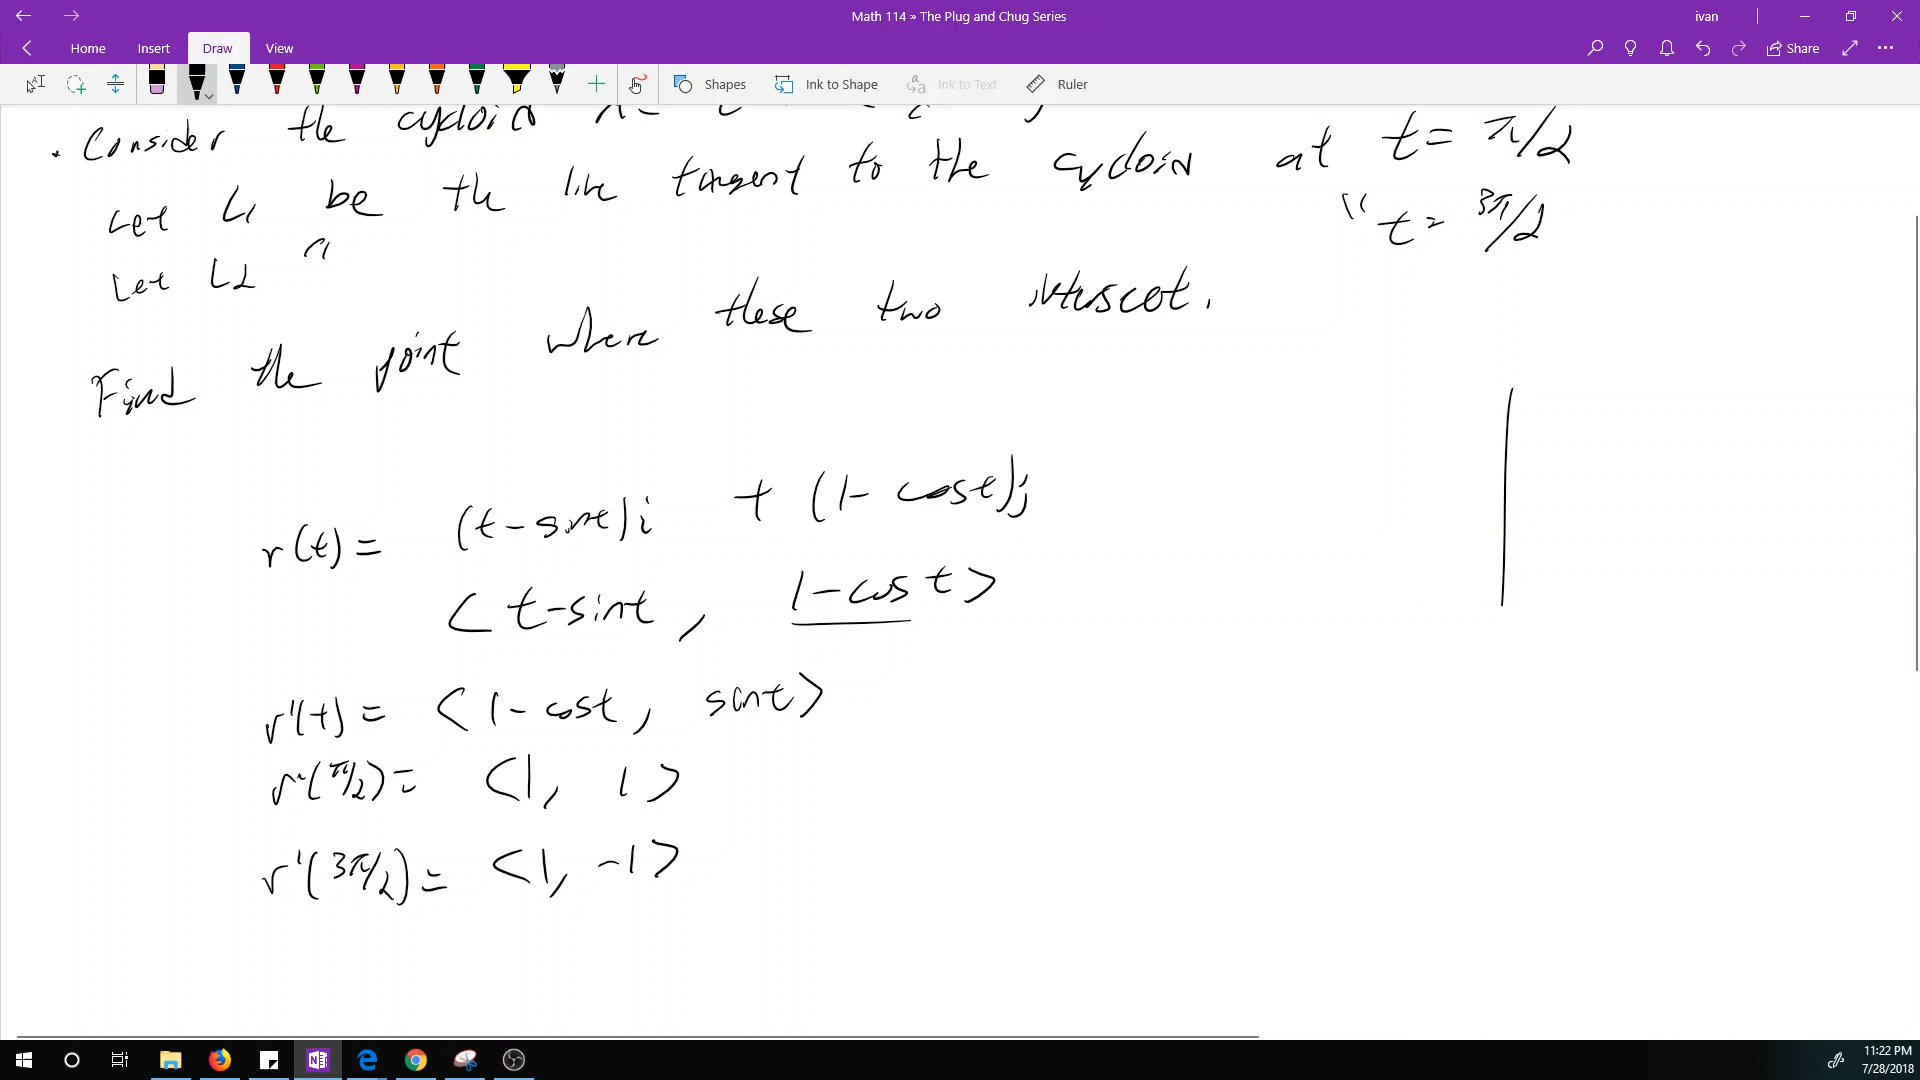 Math 114 » The Plug and Chug Series
ivan
Home Insert Draw View
Share
Shapes Ink to Shape Ink to Text Ruler
. Consider the cycloid
Let L1 be the line tangent to the cycloid at t = π/2
Let L2 " " t = 3π/2
Find the point where these two intersect.
r(t) = (t - sint)i + (1 - cost)j
< t - sint, 1 - cost >
r'(t) = < 1 - cost, sint >
r'(π/2) = < 1, 1 >
r'(3π/2) = < 1, -1 >
11:22 PM
7/28/2018